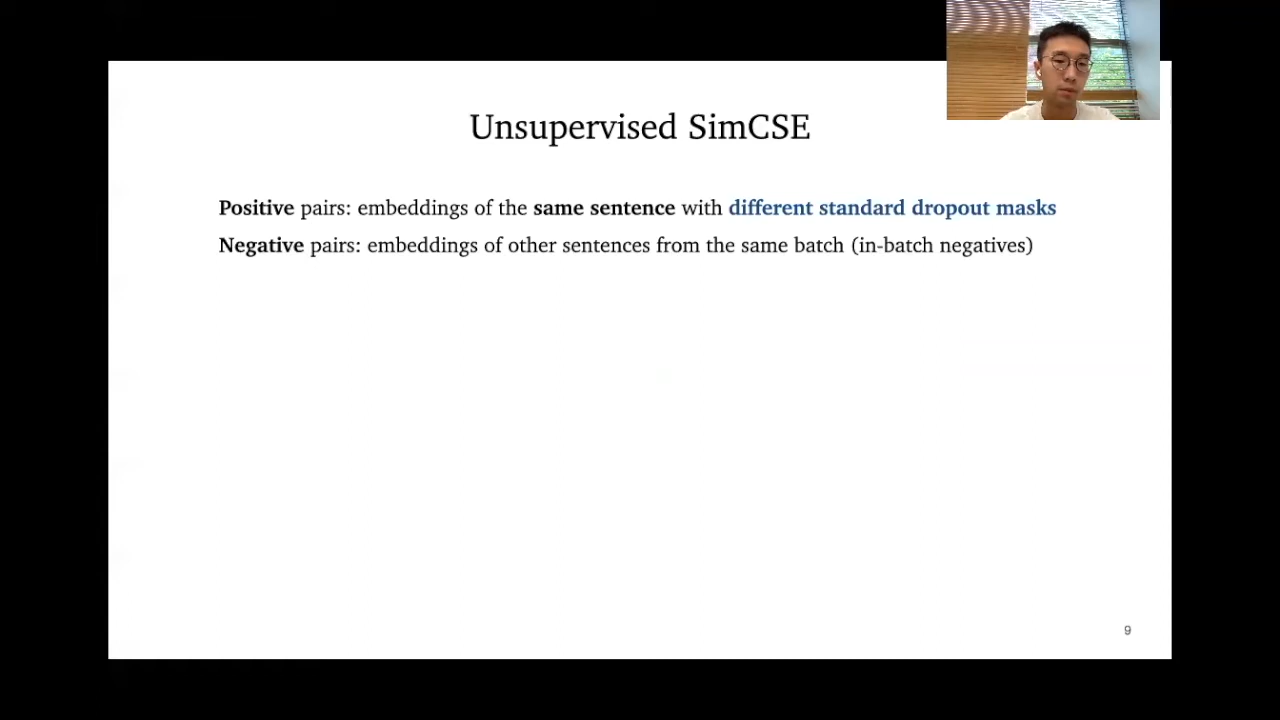 Unsupervised SimCSE
Positive pairs: embeddings of the same sentence with different standard dropout masks
Negative pairs: embeddings of other sentences from the same batch (in-batch negatives)
9